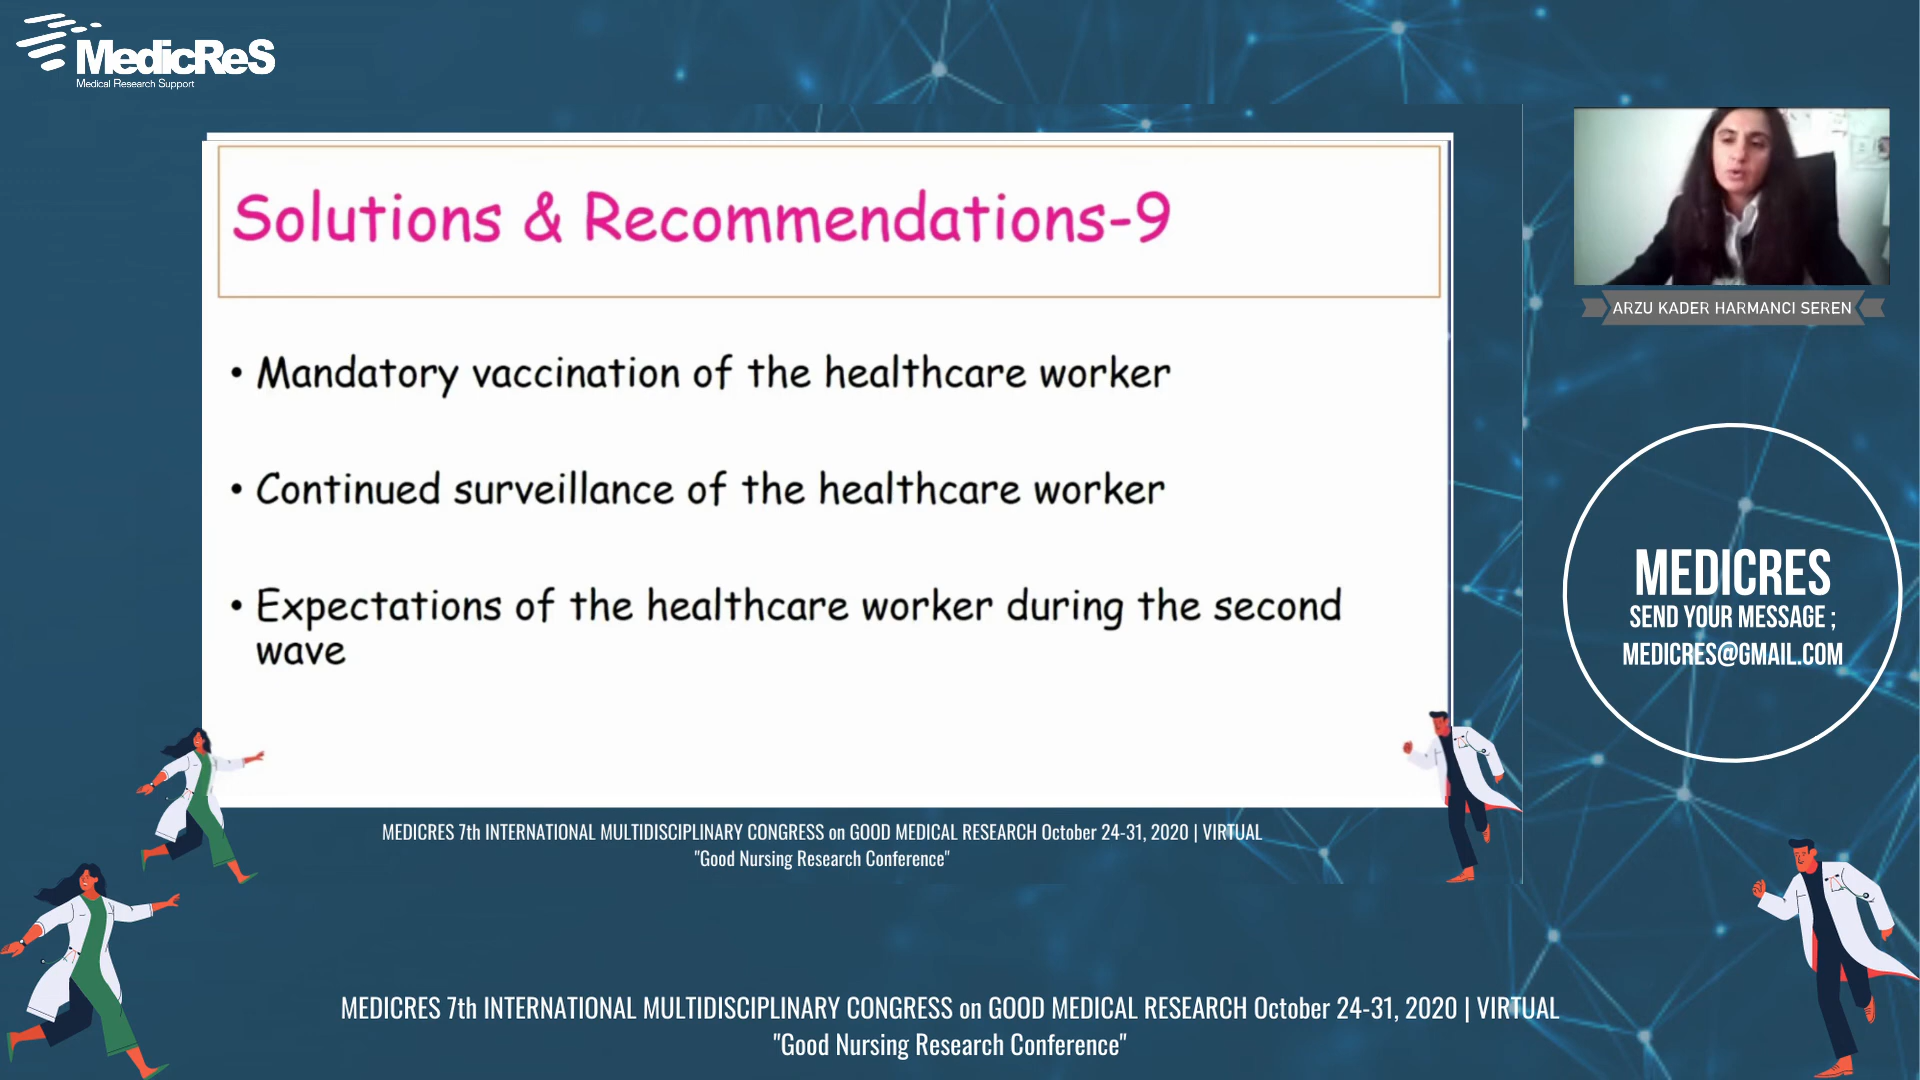 MedicReS
Medical Research Support
Solutions & Recommendations-9
• Mandatory vaccination of the healthcare worker
• Continued surveillance of the healthcare worker
• Expectations of the healthcare worker during the second
wave
ARZU KADER HARMANCI SEREN
MEDICRES
SEND YOUR MESSAGE ;
MEDICRES@GMAIL.COM
MEDICRES 7th INTERNATIONAL MULTIDISCIPLINARY CONGRESS on GOOD MEDICAL RESEARCH October 24-31, 2020 | VIRTUAL
"Good Nursing Research Conference"
MEDICRES 7th INTERNATIONAL MULTIDISCIPLINARY CONGRESS on GOOD MEDICAL RESEARCH October 24-31, 2020 | VIRTUAL
"Good Nursing Research Conference"